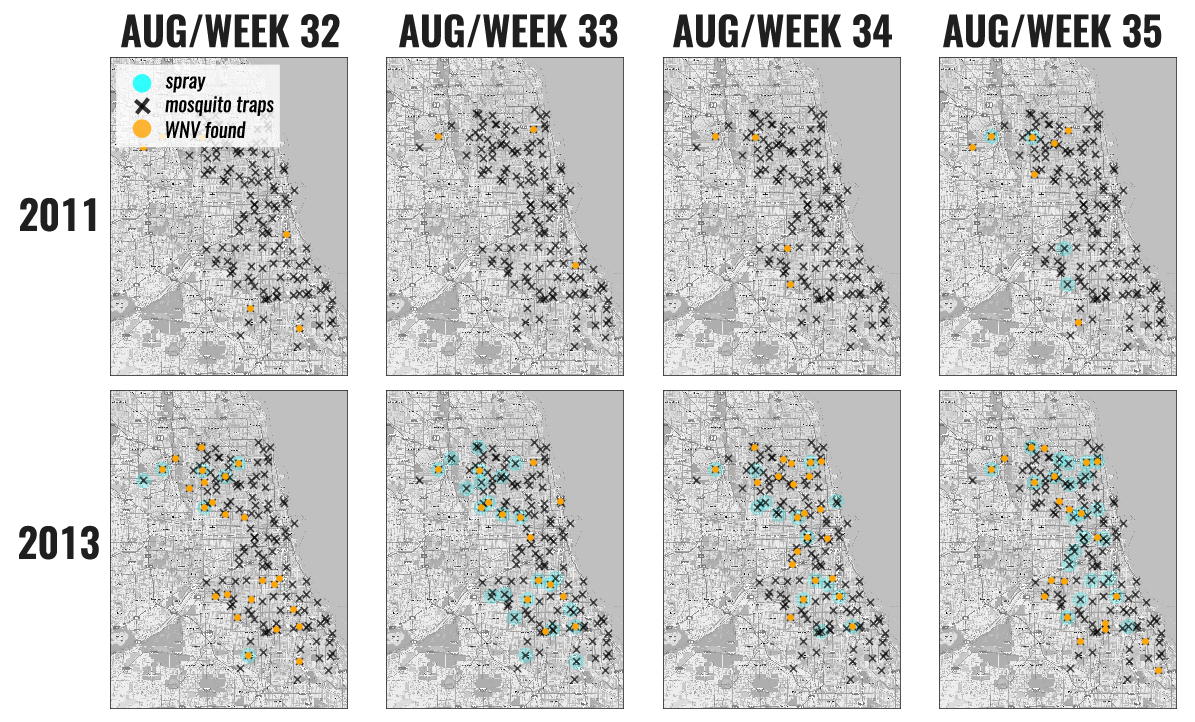 AUG/WEEK 32 AUG/WEEK 33 AUG/WEEK 34 AUG/WEEK 35
spray
mosquito traps
WNV found
2011
2013